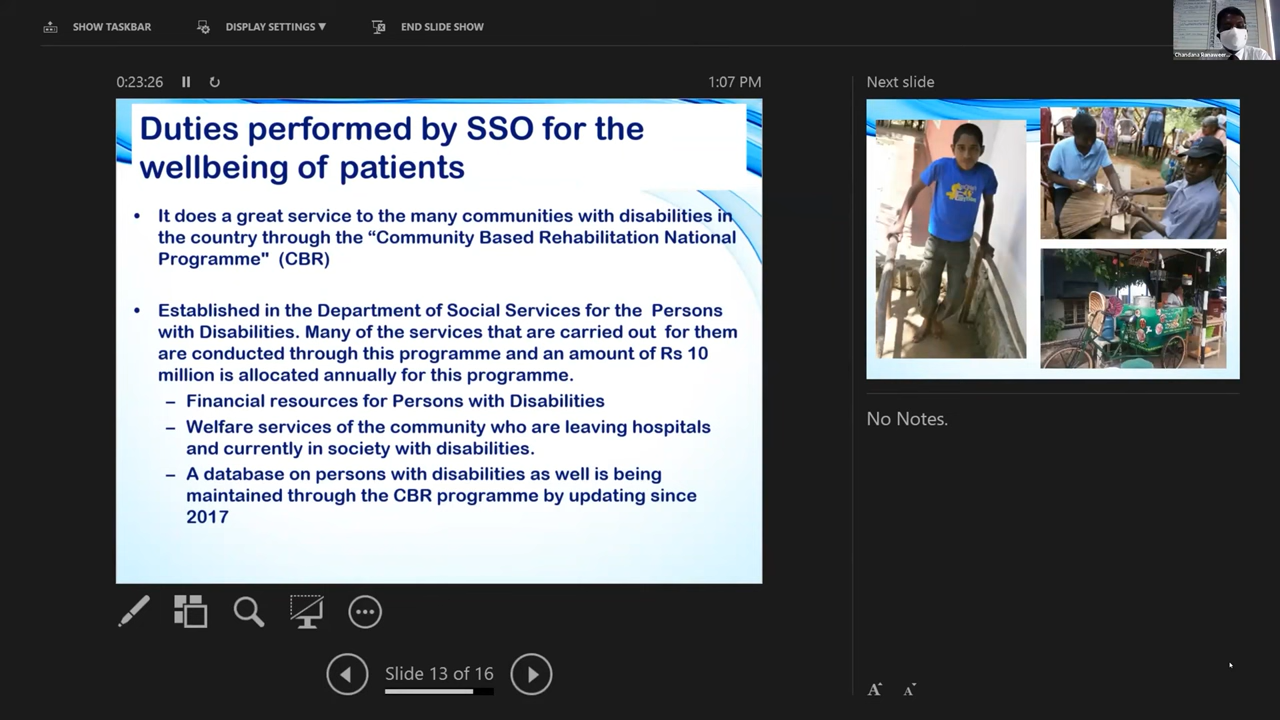 SHOW TASKBAR
DISPLAY SETTINGS ▼
END SLIDE SHOW
0:23:26
1:07 PM
Duties performed by SSO for the
wellbeing of patients
• It does a great service to the many communities with disabilities in
the country through the “Community Based Rehabilitation National
Programme" (CBR)
• Established in the Department of Social Services for the Persons
with Disabilities. Many of the services that are carried out for them
are conducted through this programme and an amount of Rs 10
million is allocated annually for this programme.
– Financial resources for Persons with Disabilities
– Welfare services of the community who are leaving hospitals
and currently in society with disabilities.
– A database on persons with disabilities as well is being
maintained through the CBR programme by updating since
2017
Slide 13 of 16
Next slide
No Notes.
A A